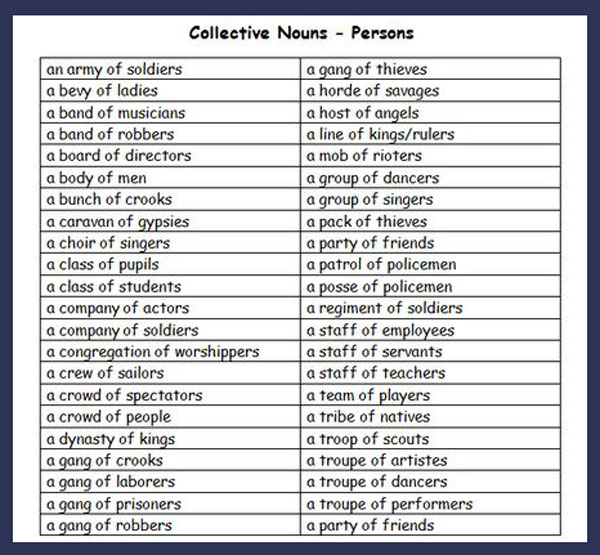 Collective Nouns - Persons
an army of soldiers a gang of thieves
a bevy of ladies a horde of savages
a band of musicians a host of angels
a band of robbers a line of kings/rulers
a board of directors a mob of rioters
a body of men a group of dancers
a bunch of crooks a group of singers
a caravan of gypsies a pack of thieves
a choir of singers a party of friends
a class of pupils a patrol of policemen
a class of students a posse of policemen
a company of actors a regiment of soldiers
a company of soldiers a staff of employees
a congregation of worshippers a staff of servants
a crew of sailors a staff of teachers
a crowd of spectators a team of players
a crowd of people a tribe of natives
a dynasty of kings a troop of scouts
a gang of crooks a troupe of artistes
a gang of laborers a troupe of dancers
a gang of prisoners a troupe of performers
a gang of robbers a party of friends